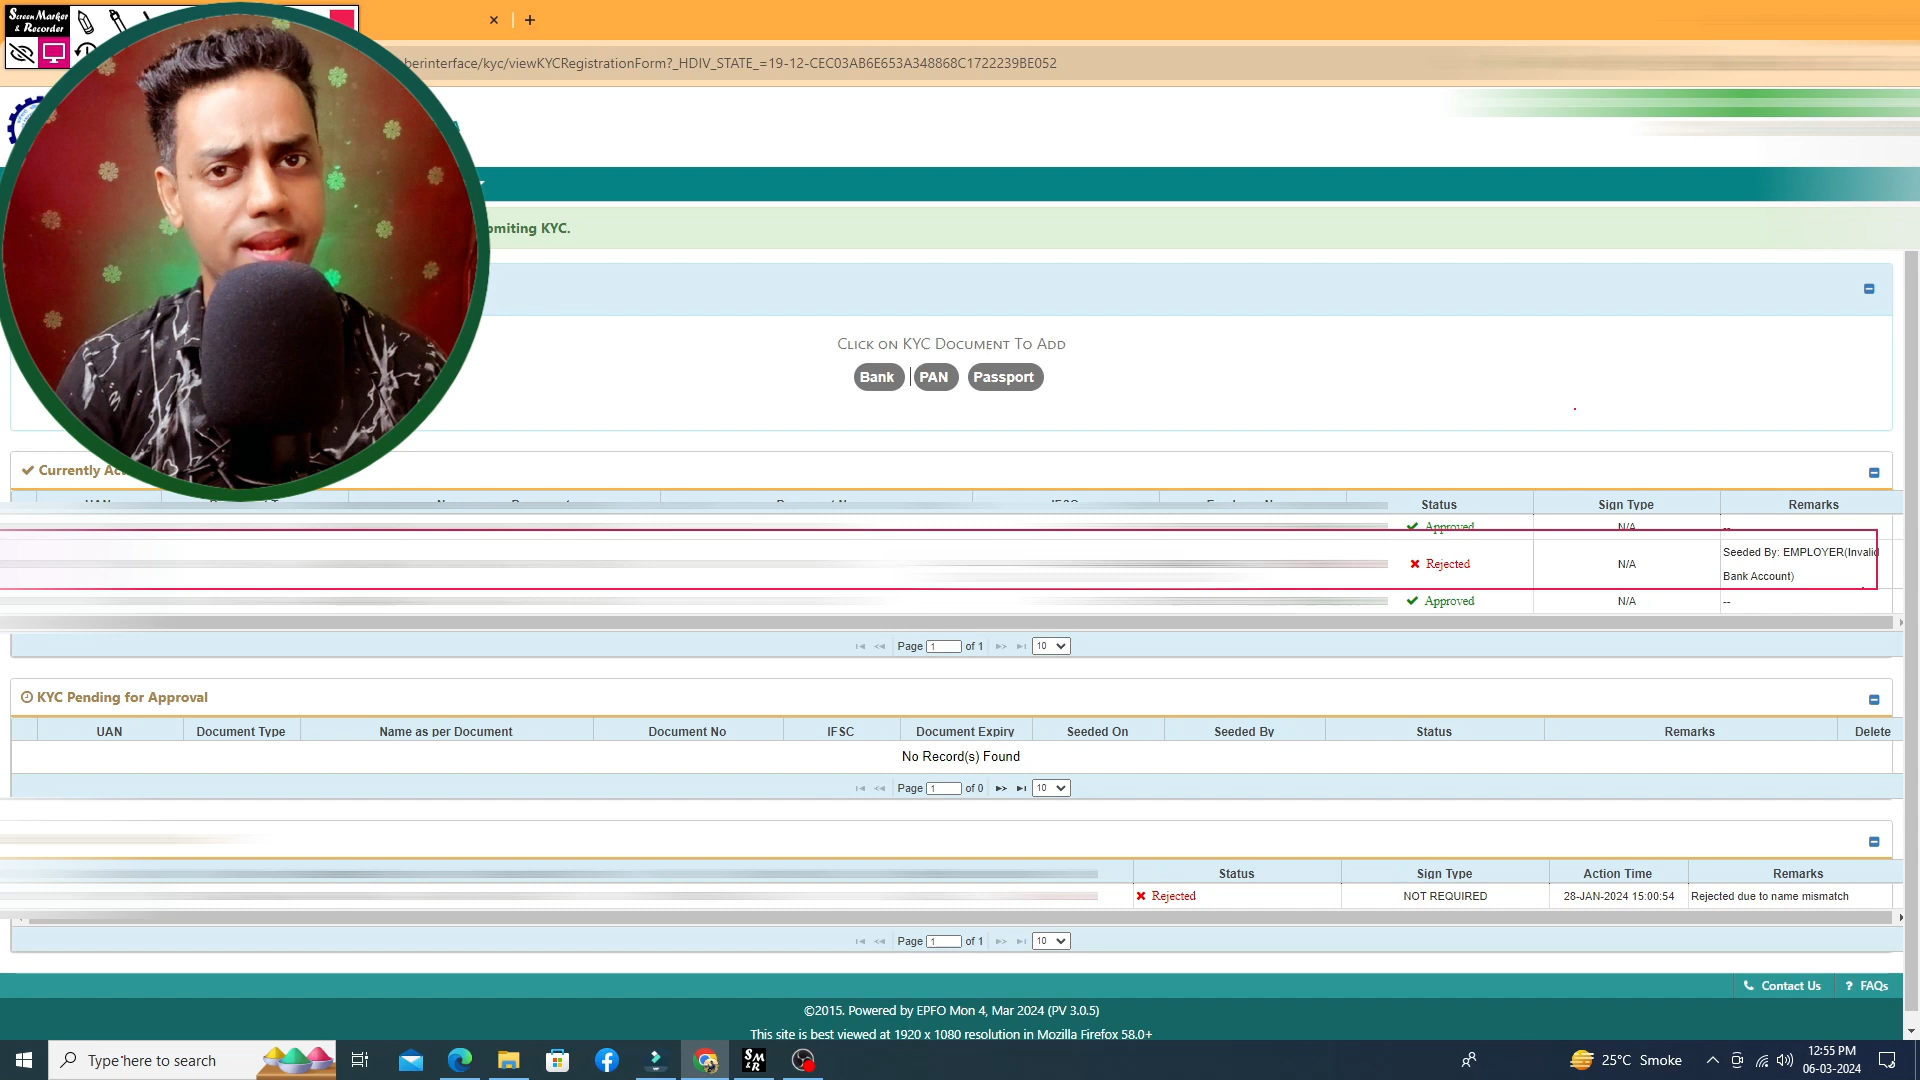 Screen Marker
& Recorder
berinterface/kyc/viewKYCRegistrationForm?_HDIV_STATE_=19-12-CEC03AB6E653A348868C1722239BE052
bmiting KYC.
Click on KYC Document To Add
Bank PAN Passport
Currently Ac
Status Sign Type Remarks
Approved N/A --
Rejected N/A Seeded By: EMPLOYER(Invalid
Bank Account)
Approved N/A --
Page 1 of 1 10
KYC Pending for Approval
UAN Document Type Name as per Document Document No IFSC Document Expiry Seeded On Seeded By Status Remarks Delete
No Record(s) Found
Page 1 of 0 10
Status Sign Type Action Time Remarks
Rejected NOT REQUIRED 28-JAN-2024 15:00:54 Rejected due to name mismatch
Page 1 of 1 10
Contact Us ? FAQs
©2015. Powered by EPFO Mon 4, Mar 2024 (PV 3.0.5)
This site is best viewed at 1920 x 1080 resolution in Mozilla Firefox 58.0+
Type here to search
SM&R
25°C Smoke
12:55 PM
06-03-2024